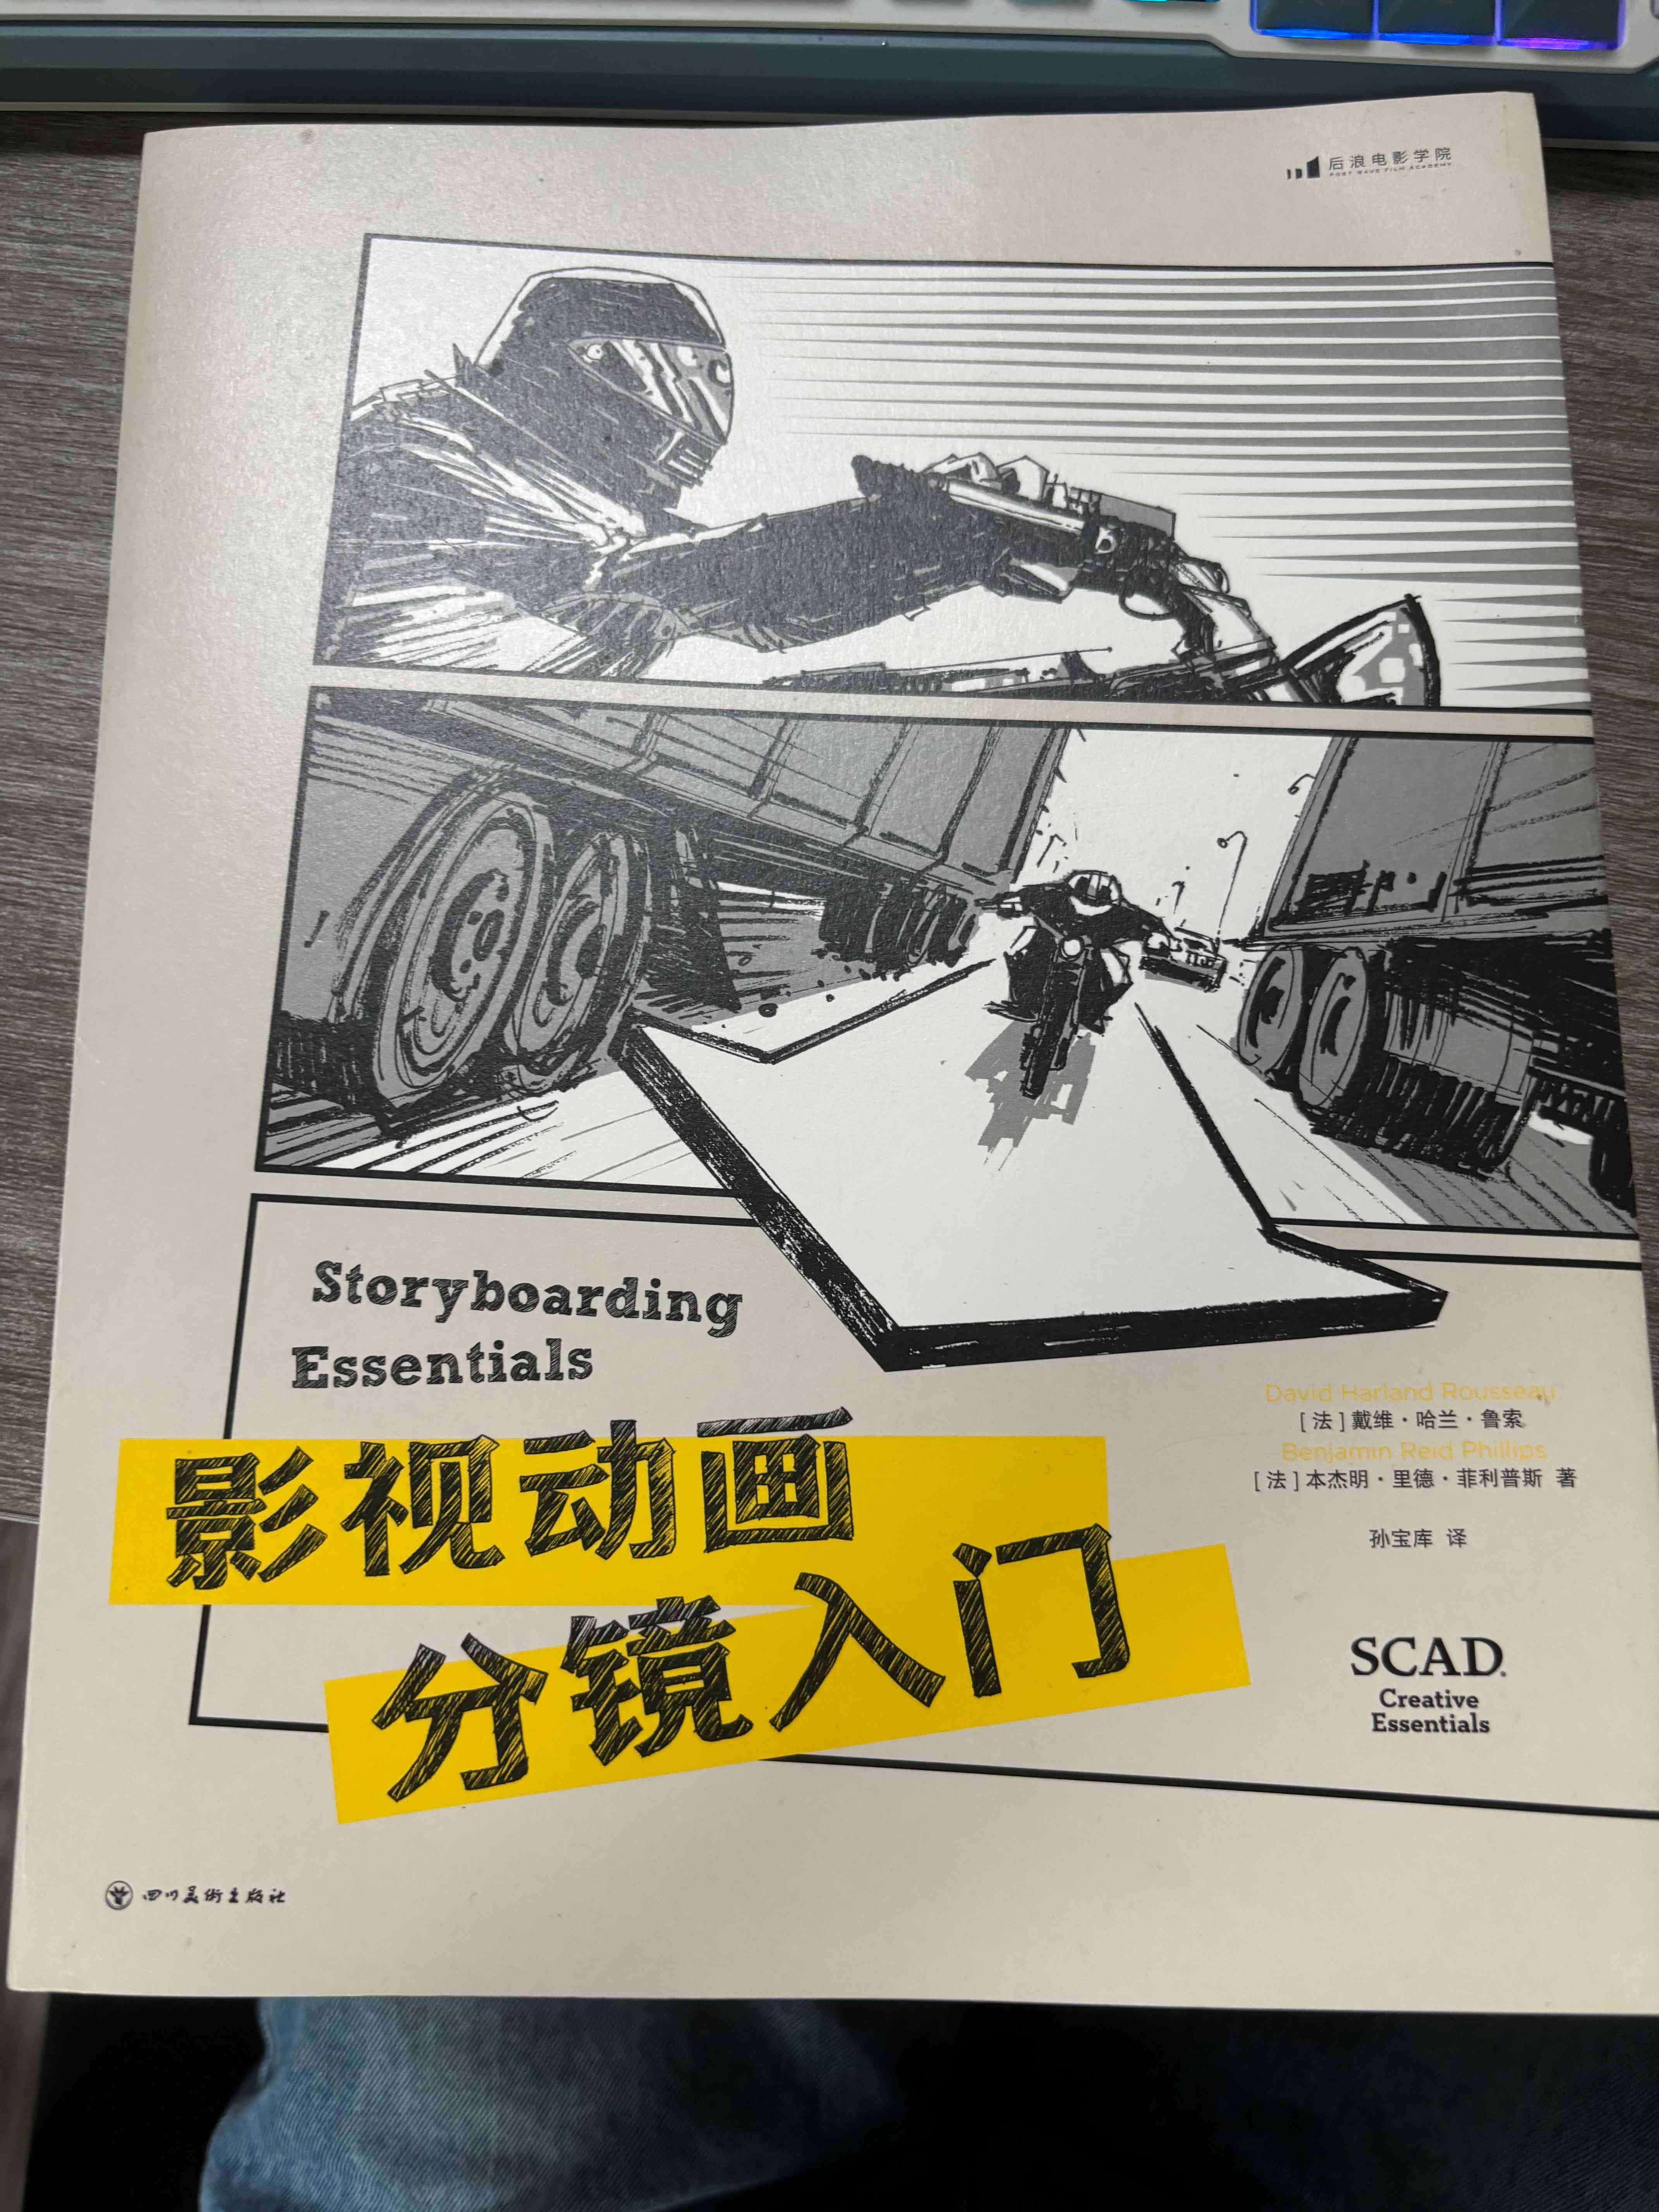 后浪电影学院
POST WAVE FILM ACADEMY
Storyboarding
Essentials
影视动画
分镜入门
David Harland Rousseau
[法]戴维·哈兰·鲁索
Benjamin Reid Phillips
[法]本杰明·里德·菲利普斯 著
孙宝库 译
SCAD
Creative
Essentials
四川美术出版社